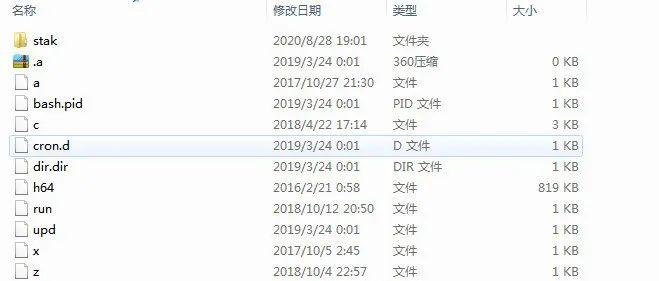 名称 修改日期 类型 大小
stak 2020/8/28 19:01 文件夹
.a 2019/3/24 0:01 360压缩 0 KB
a 2017/10/27 21:30 文件 1 KB
bash.pid 2019/3/24 0:01 PID 文件 1 KB
c 2018/4/22 17:14 文件 3 KB
cron.d 2019/3/24 0:01 D 文件 1 KB
dir.dir 2019/3/24 0:01 DIR 文件 1 KB
h64 2016/2/21 0:58 文件 819 KB
run 2018/10/12 20:50 文件 1 KB
upd 2019/3/24 0:01 文件 1 KB
x 2017/10/5 2:45 文件 1 KB
z 2018/10/4 22:57 文件 1 KB